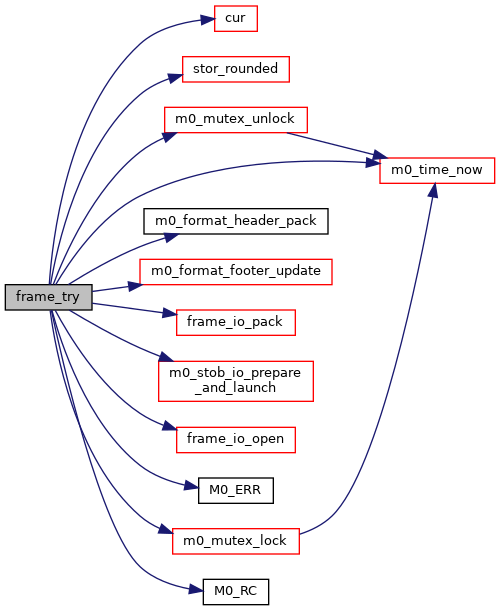 cur
stor_rounded
m0_mutex_unlock
m0_time_now
m0_format_header_pack
m0_format_footer_update
frame_try
frame_io_pack
m0_stob_io_prepare
_and_launch
frame_io_open
M0_ERR
m0_mutex_lock
M0_RC